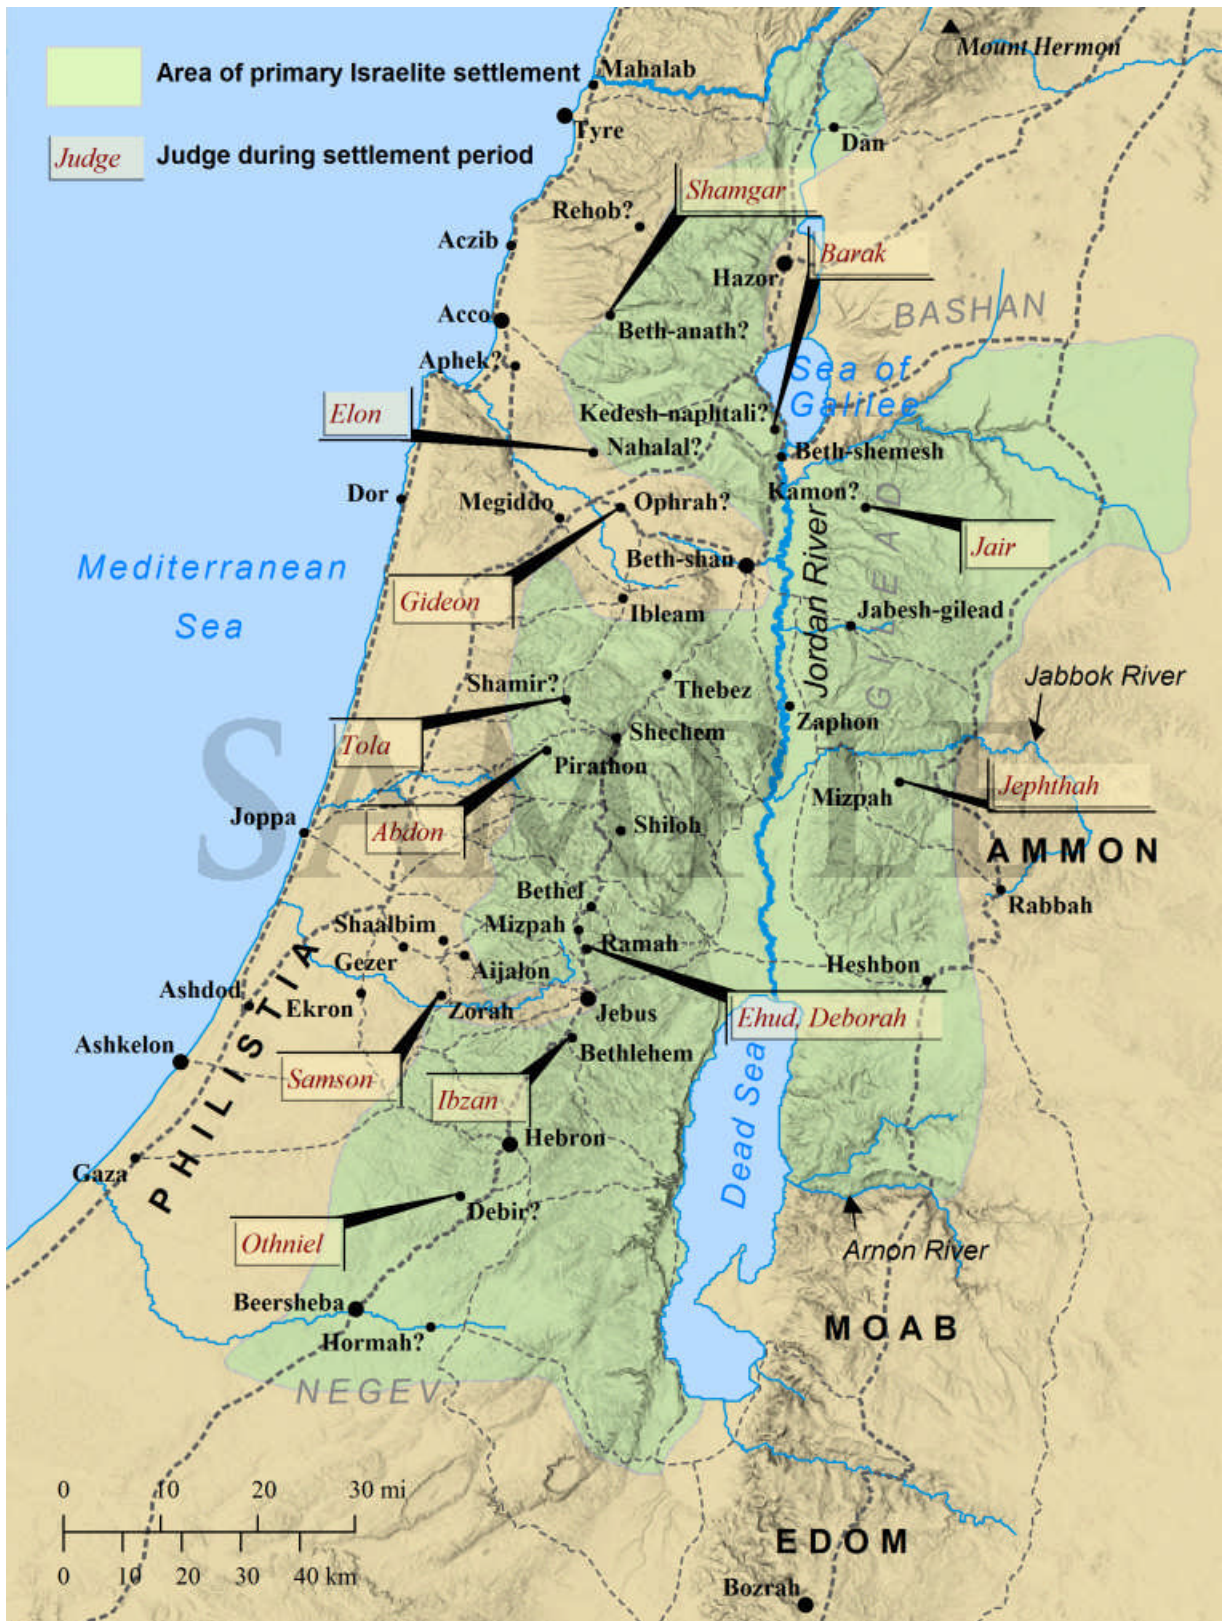 Area of primary Israelite settlement
Judge
Judge during settlement period
Mount Hermon
Mahalab
Tyre
Dan
Shamgar
Rehob?
Aczib
Barak
Hazor
BASHAN
Acco
Beth-anath?
Aphek?
Sea of
Galilee
Elon
Kedesh-naphtali?
Nahalal?
Beth-shemesh
Dor
Megiddo
Ophrah?
Kamon?
Jair
Beth-shan
Mediterranean
Sea
Gideon
Ibleam
Jordan River
GILEAD
Jabesh-gilead
Shamir?
Thebez
Jabbok River
Zaphon
Tola
Shechem
Pirathon
Mizpah
Jephthah
SAMPLE
Joppa
Abdon
Shiloh
AMMON
Bethel
Rabbah
Shaalbim
Mizpah
Ramah
Gezer
Aijalon
Heshbon
Ashdod
Ekron
Zorah
Jebus
Ehud, Deborah
Ashkelon
Bethlehem
Samson
Ibzan
PHILISTIA
Dead Sea
Hebron
Gaza
Debir?
Othniel
Arnon River
Beersheba
Hormah?
MOAB
NEGEV
0 10 20 30 mi
0 10 20 30 40 km
EDOM
Bozrah